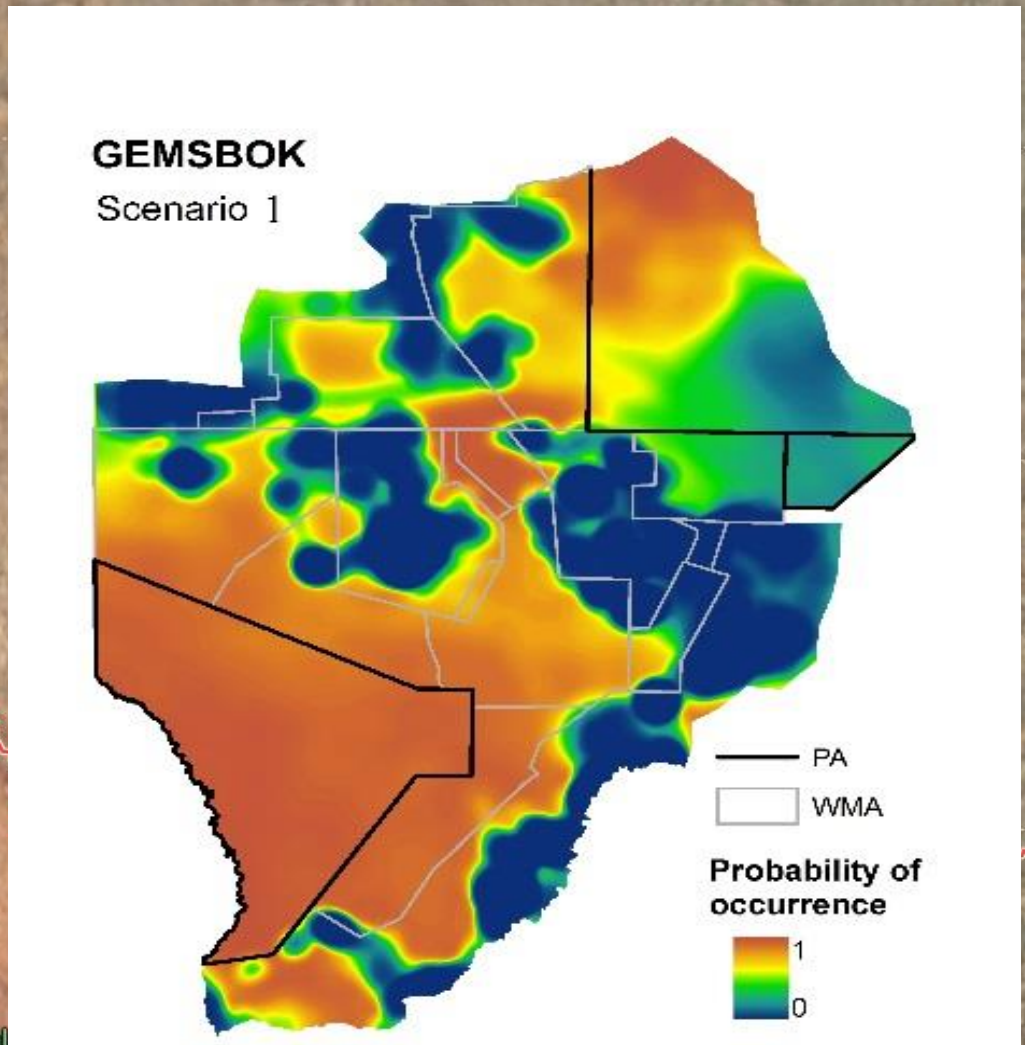 GEMSBOK
Scenario 1
PA
WMA
Probability of
occurrence
1
0